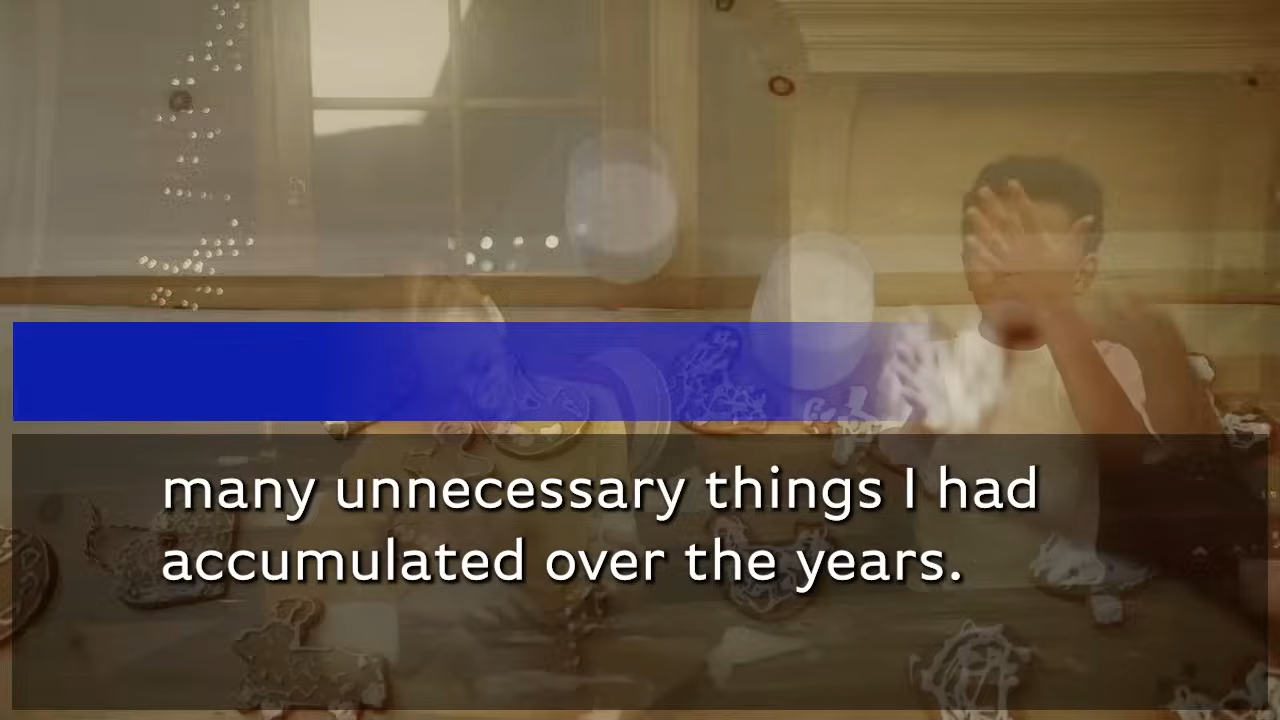 many unnecessary things I had
accumulated over the years.